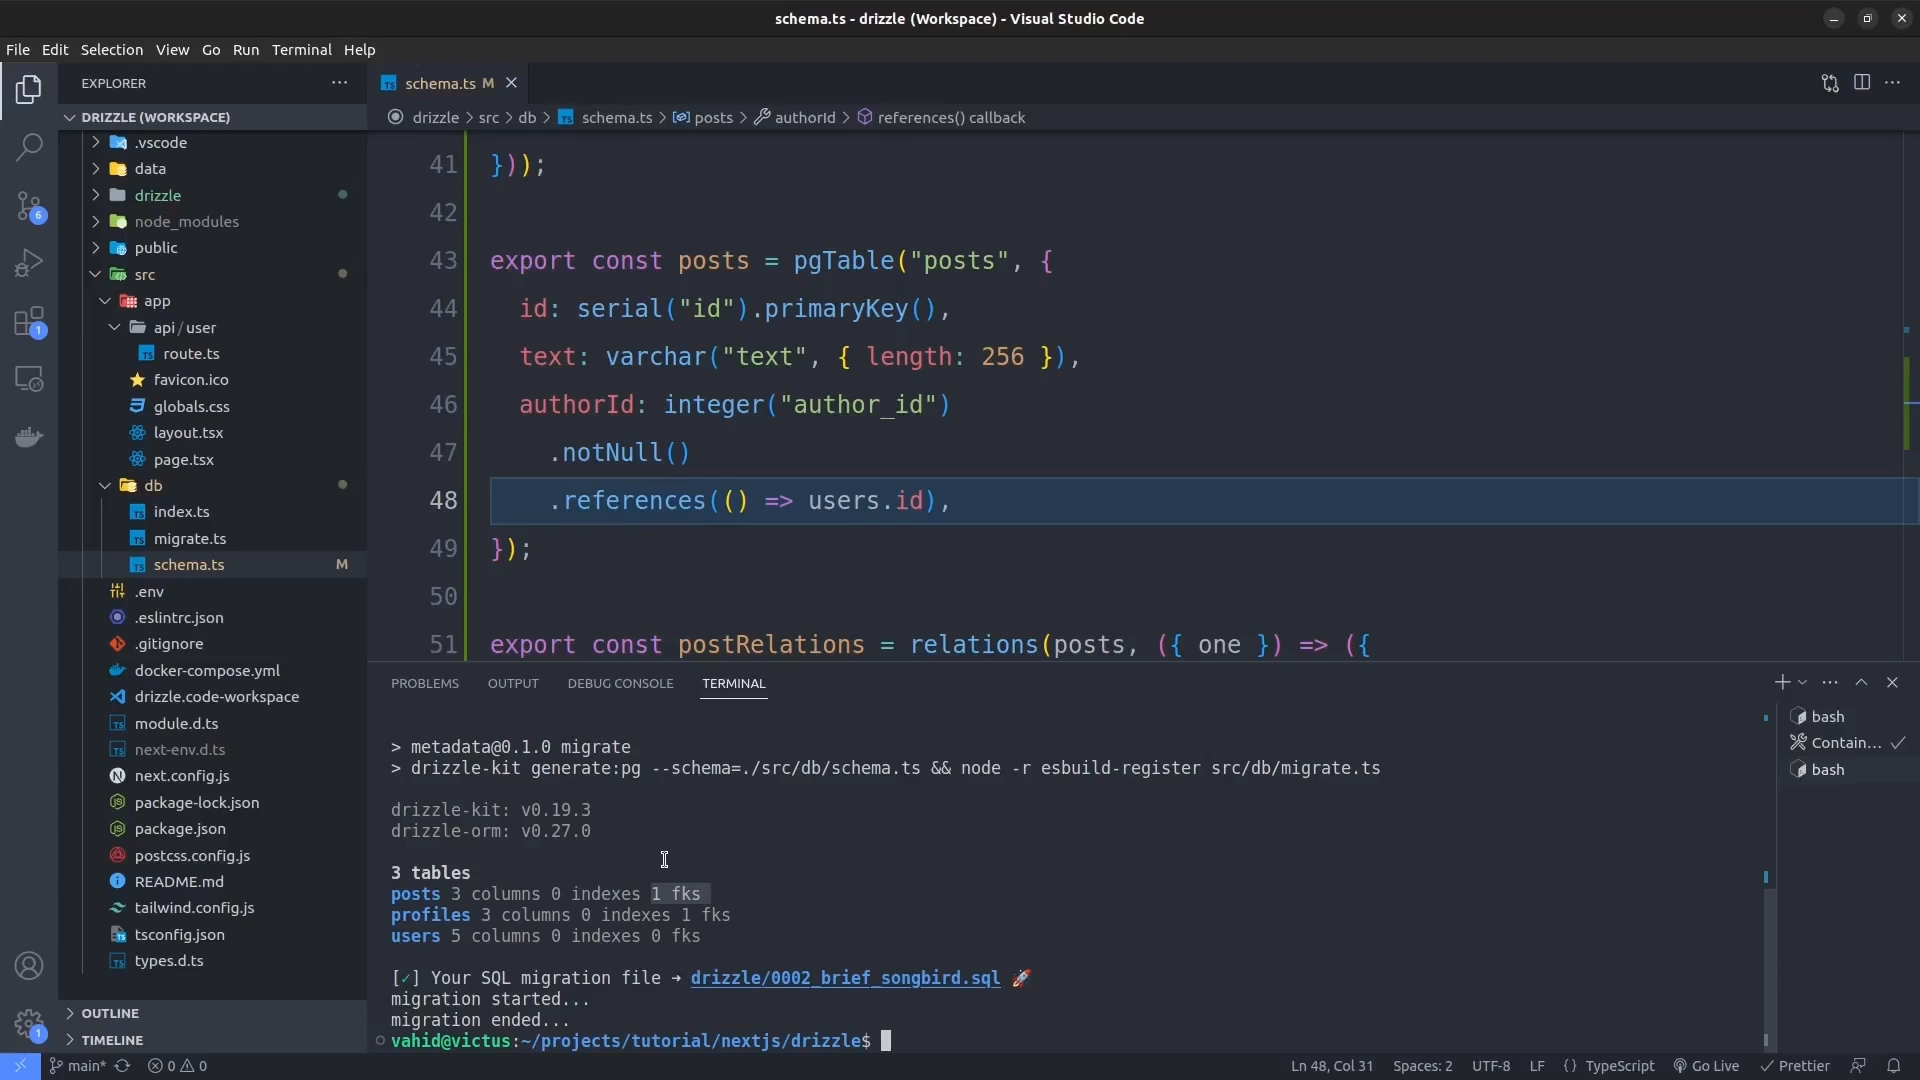 schema.ts - drizzle (Workspace) - Visual Studio Code
File Edit Selection View Go Run Terminal Help
EXPLORER
schema.ts M
DRIZZLE (WORKSPACE)
drizzle > src > db > schema.ts > posts > authorId > references() callback
.vscode
data
drizzle
node_modules
public
src
app
api/user
route.ts
favicon.ico
globals.css
layout.tsx
page.tsx
db
index.ts
migrate.ts
schema.ts M
.env
.eslintrc.json
.gitignore
docker-compose.yml
drizzle.code-workspace
module.d.ts
next-env.d.ts
next.config.js
package-lock.json
package.json
postcss.config.js
README.md
tailwind.config.js
tsconfig.json
types.d.ts
OUTLINE
TIMELINE
6
1
1
41 }));
42
43 export const posts = pgTable("posts", {
44 id: serial("id").primaryKey(),
45 text: varchar("text", { length: 256 }),
46 authorId: integer("author_id")
47 .notNull()
48 .references(() => users.id),
49 });
50
51 export const postRelations = relations(posts, ({ one }) => ({
PROBLEMS OUTPUT DEBUG CONSOLE TERMINAL
> metadata@0.1.0 migrate
> drizzle-kit generate:pg --schema=./src/db/schema.ts && node -r esbuild-register src/db/migrate.ts
drizzle-kit: v0.19.3
drizzle-orm: v0.27.0
3 tables
posts 3 columns 0 indexes 1 fks
profiles 3 columns 0 indexes 1 fks
users 5 columns 0 indexes 0 fks
[✓] Your SQL migration file ➜ drizzle/0002_brief_songbird.sql 🚀
migration started...
migration ended...
vahid@victus:~/projects/tutorial/nextjs/drizzle$
bash
Contain...
bash
main* 0 0
Ln 48, Col 31 Spaces: 2 UTF-8 LF {} TypeScript Go Live Prettier